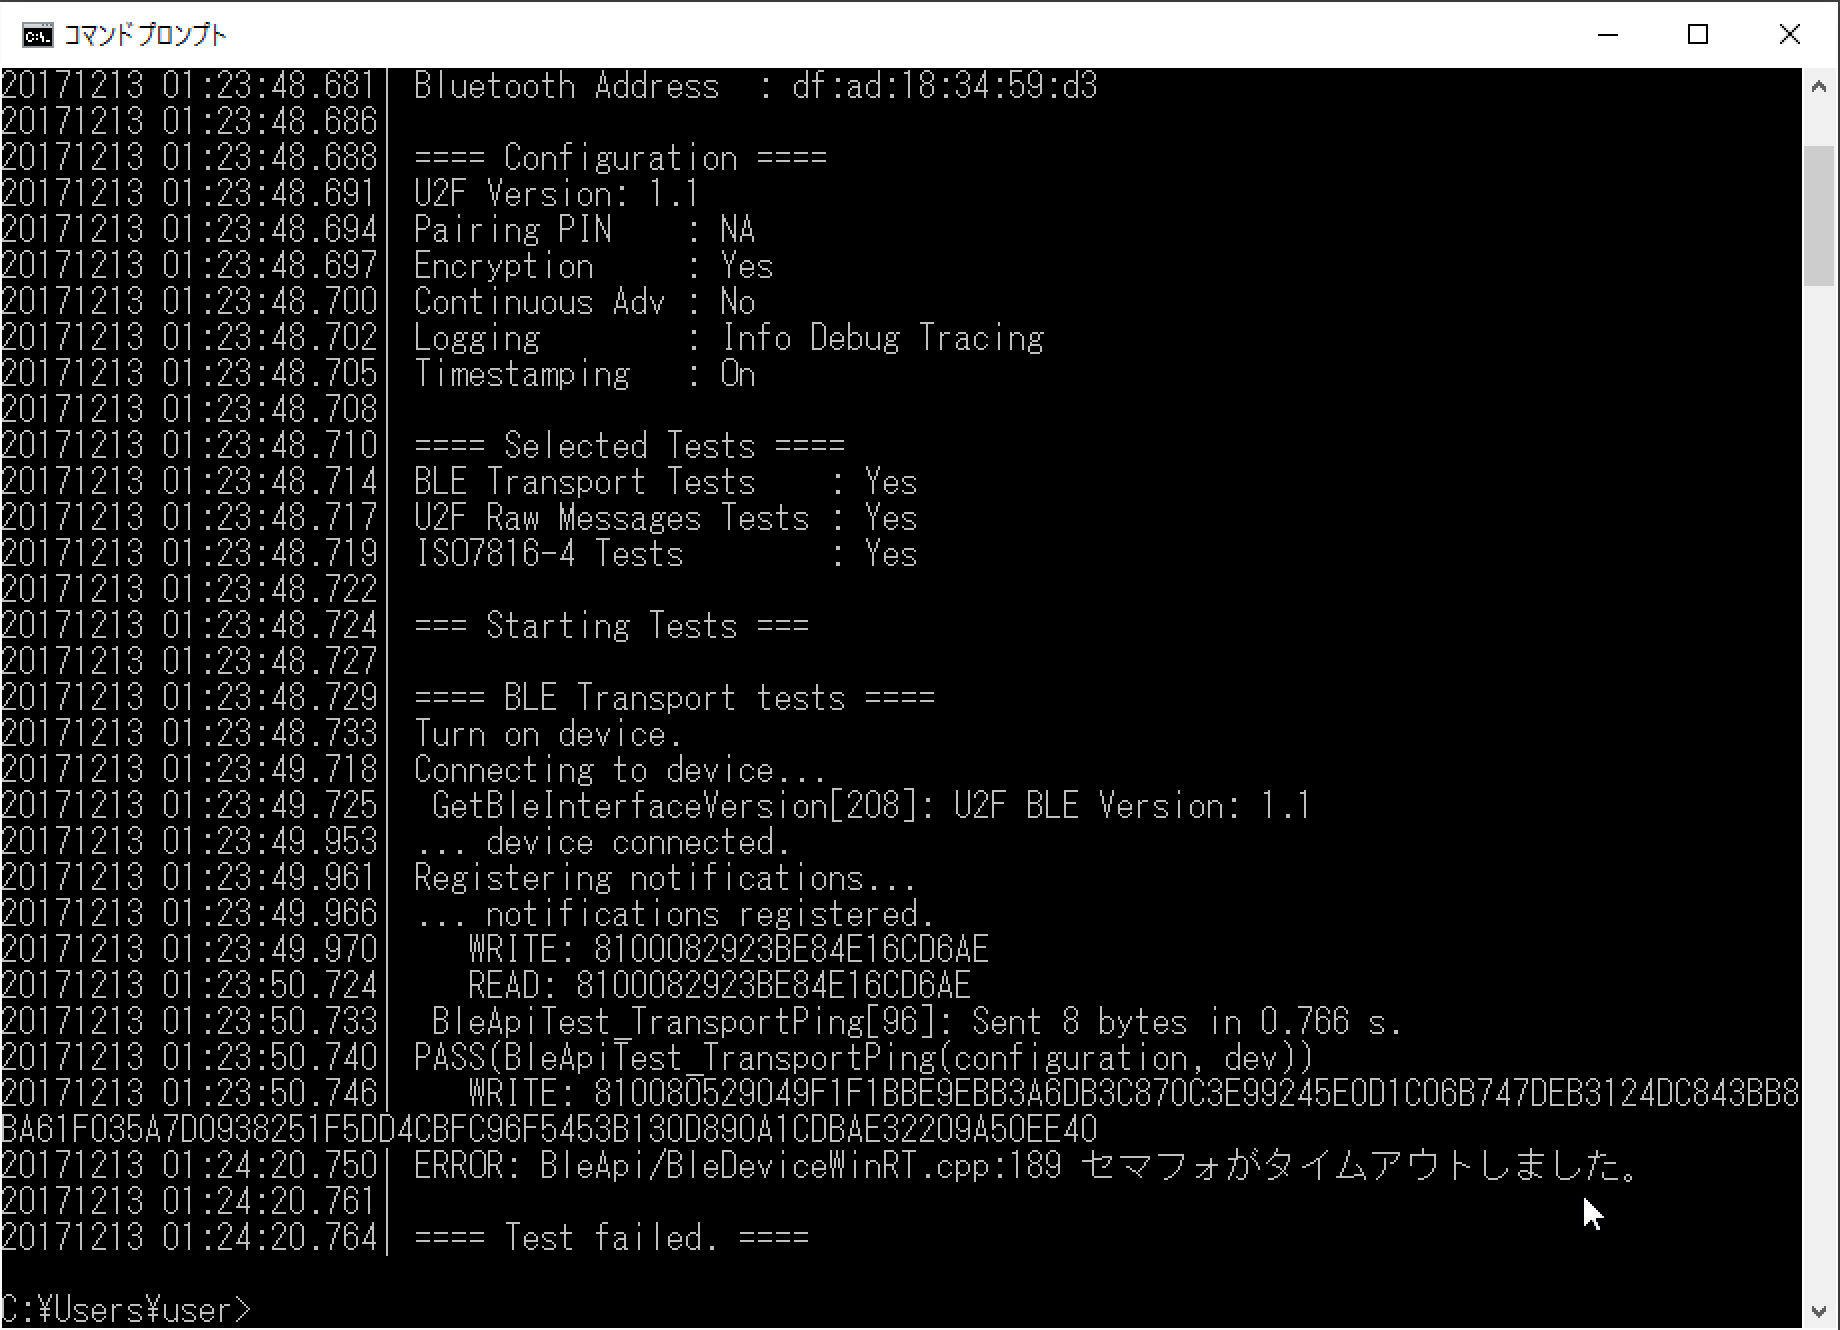 コマンド プロンプト
20171213 01:23:48.681| Bluetooth Address  : df:ad:18:34:59:d3
20171213 01:23:48.686|
20171213 01:23:48.688| ==== Configuration ====
20171213 01:23:48.691| U2F Version: 1.1
20171213 01:23:48.694| Pairing PIN    : NA
20171213 01:23:48.697| Encryption     : Yes
20171213 01:23:48.700| Continuous Adv : No
20171213 01:23:48.702| Logging        : Info Debug Tracing
20171213 01:23:48.705| Timestamping   : On
20171213 01:23:48.708|
20171213 01:23:48.710| ==== Selected Tests ====
20171213 01:23:48.714| BLE Transport Tests    : Yes
20171213 01:23:48.717| U2F Raw Messages Tests : Yes
20171213 01:23:48.719| ISO7816-4 Tests        : Yes
20171213 01:23:48.722|
20171213 01:23:48.724| === Starting Tests ===
20171213 01:23:48.727|
20171213 01:23:48.729| ==== BLE Transport tests ====
20171213 01:23:48.733| Turn on device.
20171213 01:23:49.718| Connecting to device...
20171213 01:23:49.725|  GetBleInterfaceVersion[208]: U2F BLE Version: 1.1
20171213 01:23:49.953| ... device connected.
20171213 01:23:49.961| Registering notifications...
20171213 01:23:49.966| ... notifications registered.
20171213 01:23:49.970|    WRITE: 8100082923BE84E16CD6AE
20171213 01:23:50.724|    READ: 8100082923BE84E16CD6AE
20171213 01:23:50.733|  BleApiTest_TransportPing[96]: Sent 8 bytes in 0.766 s.
20171213 01:23:50.740| PASS(BleApiTest_TransportPing(configuration, dev))
20171213 01:23:50.746|    WRITE: 810080529049F1F1BBE9EBB3A6DB3C870C3E99245E0D1C06B747DEB3124DC843BB8
BA61F035A7D0938251F5DD4CBFC96F5453B130D890A1CDBAE32209A50EE40
20171213 01:24:20.750| ERROR: BleApi/BleDeviceWinRT.cpp:189 セマフォがタイムアウトしました。
20171213 01:24:20.761|
20171213 01:24:20.764| ==== Test failed. ====
C:¥Users¥user>